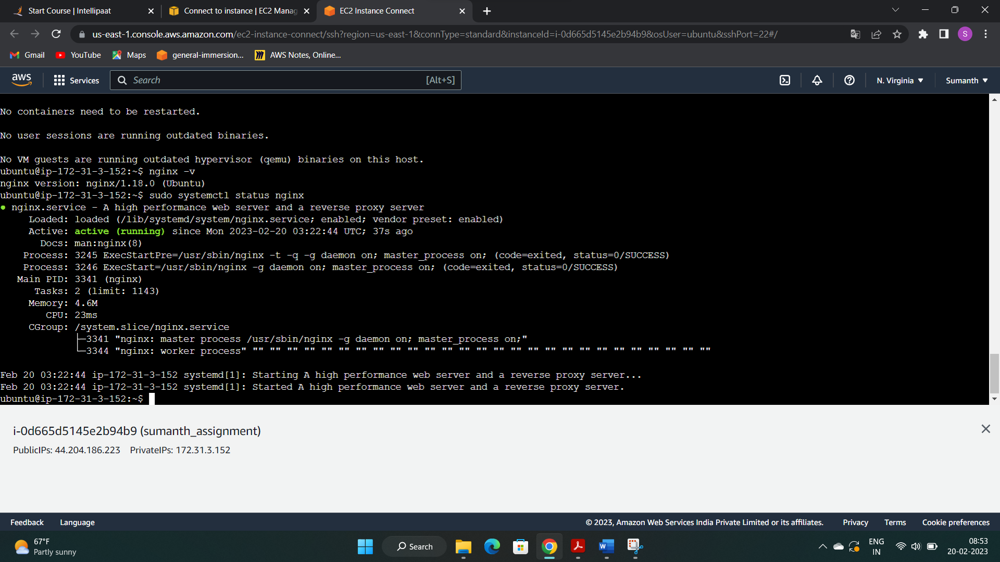 Start Course | Intellipaat
Connect to instance | EC2 Manag
EC2 Instance Connect
us-east-1.console.aws.amazon.com/ec2-instance-connect/ssh?region=us-east-1&connType=standard&instanceId=i-0d665d5145e2b94b9&osUser=ubuntu&sshPort=22#/
S
Gmail
YouTube
Maps
general-immersion...
AWS Notes, Online...
aws
Services
Search
[Alt+S]
N. Virginia
Sumanth
No containers need to be restarted.
No user sessions are running outdated binaries.
No VM guests are running outdated hypervisor (qemu) binaries on this host.
ubuntu@ip-172-31-3-152:~$ nginx -v
nginx version: nginx/1.18.0 (Ubuntu)
ubuntu@ip-172-31-3-152:~$ sudo systemctl status nginx
● nginx.service - A high performance web server and a reverse proxy server
Loaded: loaded (/lib/systemd/system/nginx.service; enabled; vendor preset: enabled)
Active: active (running) since Mon 2023-02-20 03:22:44 UTC; 37s ago
Docs: man:nginx(8)
Process: 3245 ExecStartPre=/usr/sbin/nginx -t -q -g daemon on; master_process on; (code=exited, status=0/SUCCESS)
Process: 3246 ExecStart=/usr/sbin/nginx -g daemon on; master_process on; (code=exited, status=0/SUCCESS)
Main PID: 3341 (nginx)
Tasks: 2 (limit: 1143)
Memory: 4.6M
CPU: 23ms
CGroup: /system.slice/nginx.service
├─3341 "nginx: master process /usr/sbin/nginx -g daemon on; master_process on;"
└─3344 "nginx: worker process" "" "" "" "" "" "" "" "" "" "" "" "" "" "" "" "" "" "" "" "" "" "" "" "" "" "" ""
Feb 20 03:22:44 ip-172-31-3-152 systemd[1]: Starting A high performance web server and a reverse proxy server...
Feb 20 03:22:44 ip-172-31-3-152 systemd[1]: Started A high performance web server and a reverse proxy server.
ubuntu@ip-172-31-3-152:~$
i-0d665d5145e2b94b9 (sumanth_assignment)
PublicIPs: 44.204.186.223 PrivateIPs: 172.31.3.152
Feedback
Language
© 2023, Amazon Web Services India Private Limited or its affiliates.
Privacy
Terms
Cookie preferences
67°F
Partly sunny
Search
ENG
IN
08:53
20-02-2023